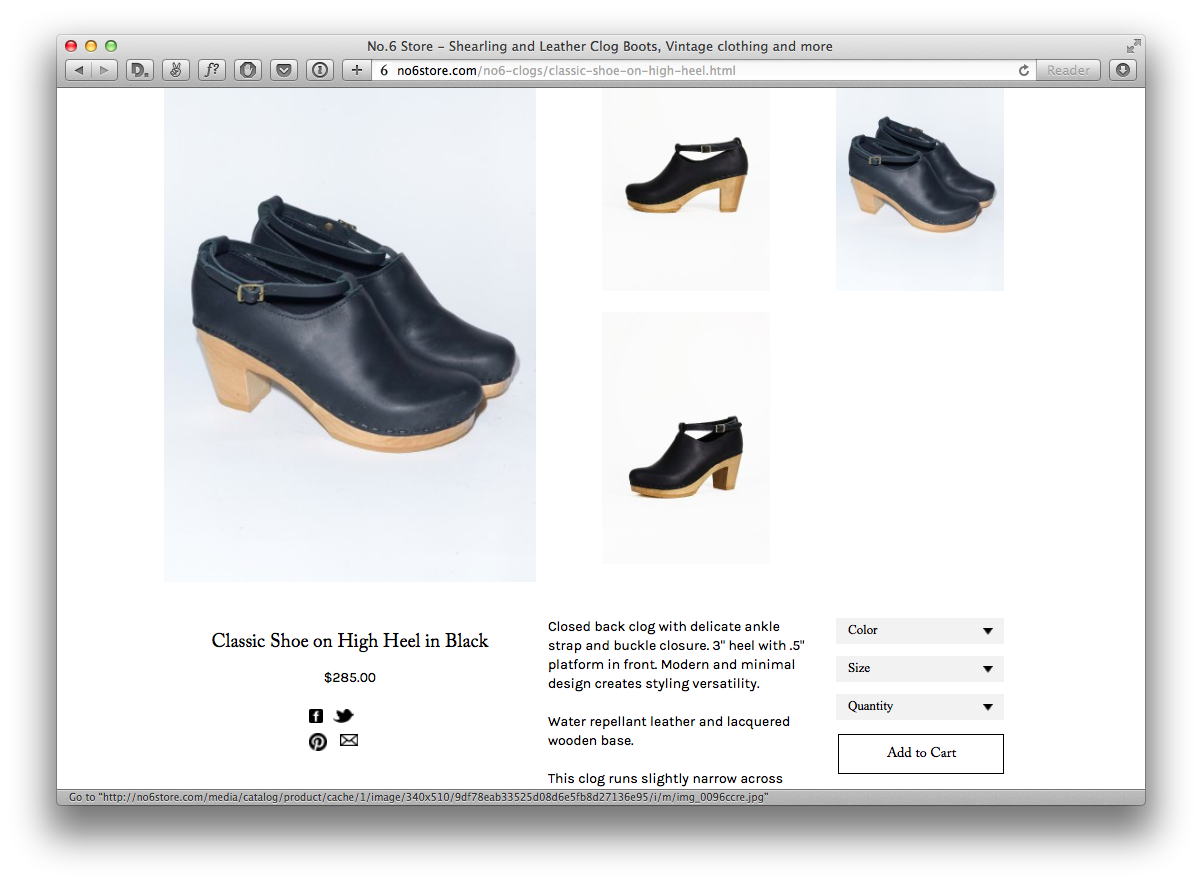 No.6 Store – Shearling and Leather Clog Boots, Vintage clothing and more
D. f? + 6 no6store.com/no6-clogs/classic-shoe-on-high-heel.html Reader
Classic Shoe on High Heel in Black
$285.00
Closed back clog with delicate ankle
strap and buckle closure. 3" heel with .5"
platform in front. Modern and minimal
design creates styling versatility.
Water repellant leather and lacquered
wooden base.
This clog runs slightly narrow across
Color
Size
Quantity
Add to Cart
Go to "http://no6store.com/media/catalog/product/cache/1/image/340x510/9df78eab33525d08d6e5fb8d27136e95/i/m/img_0096ccre.jpg"